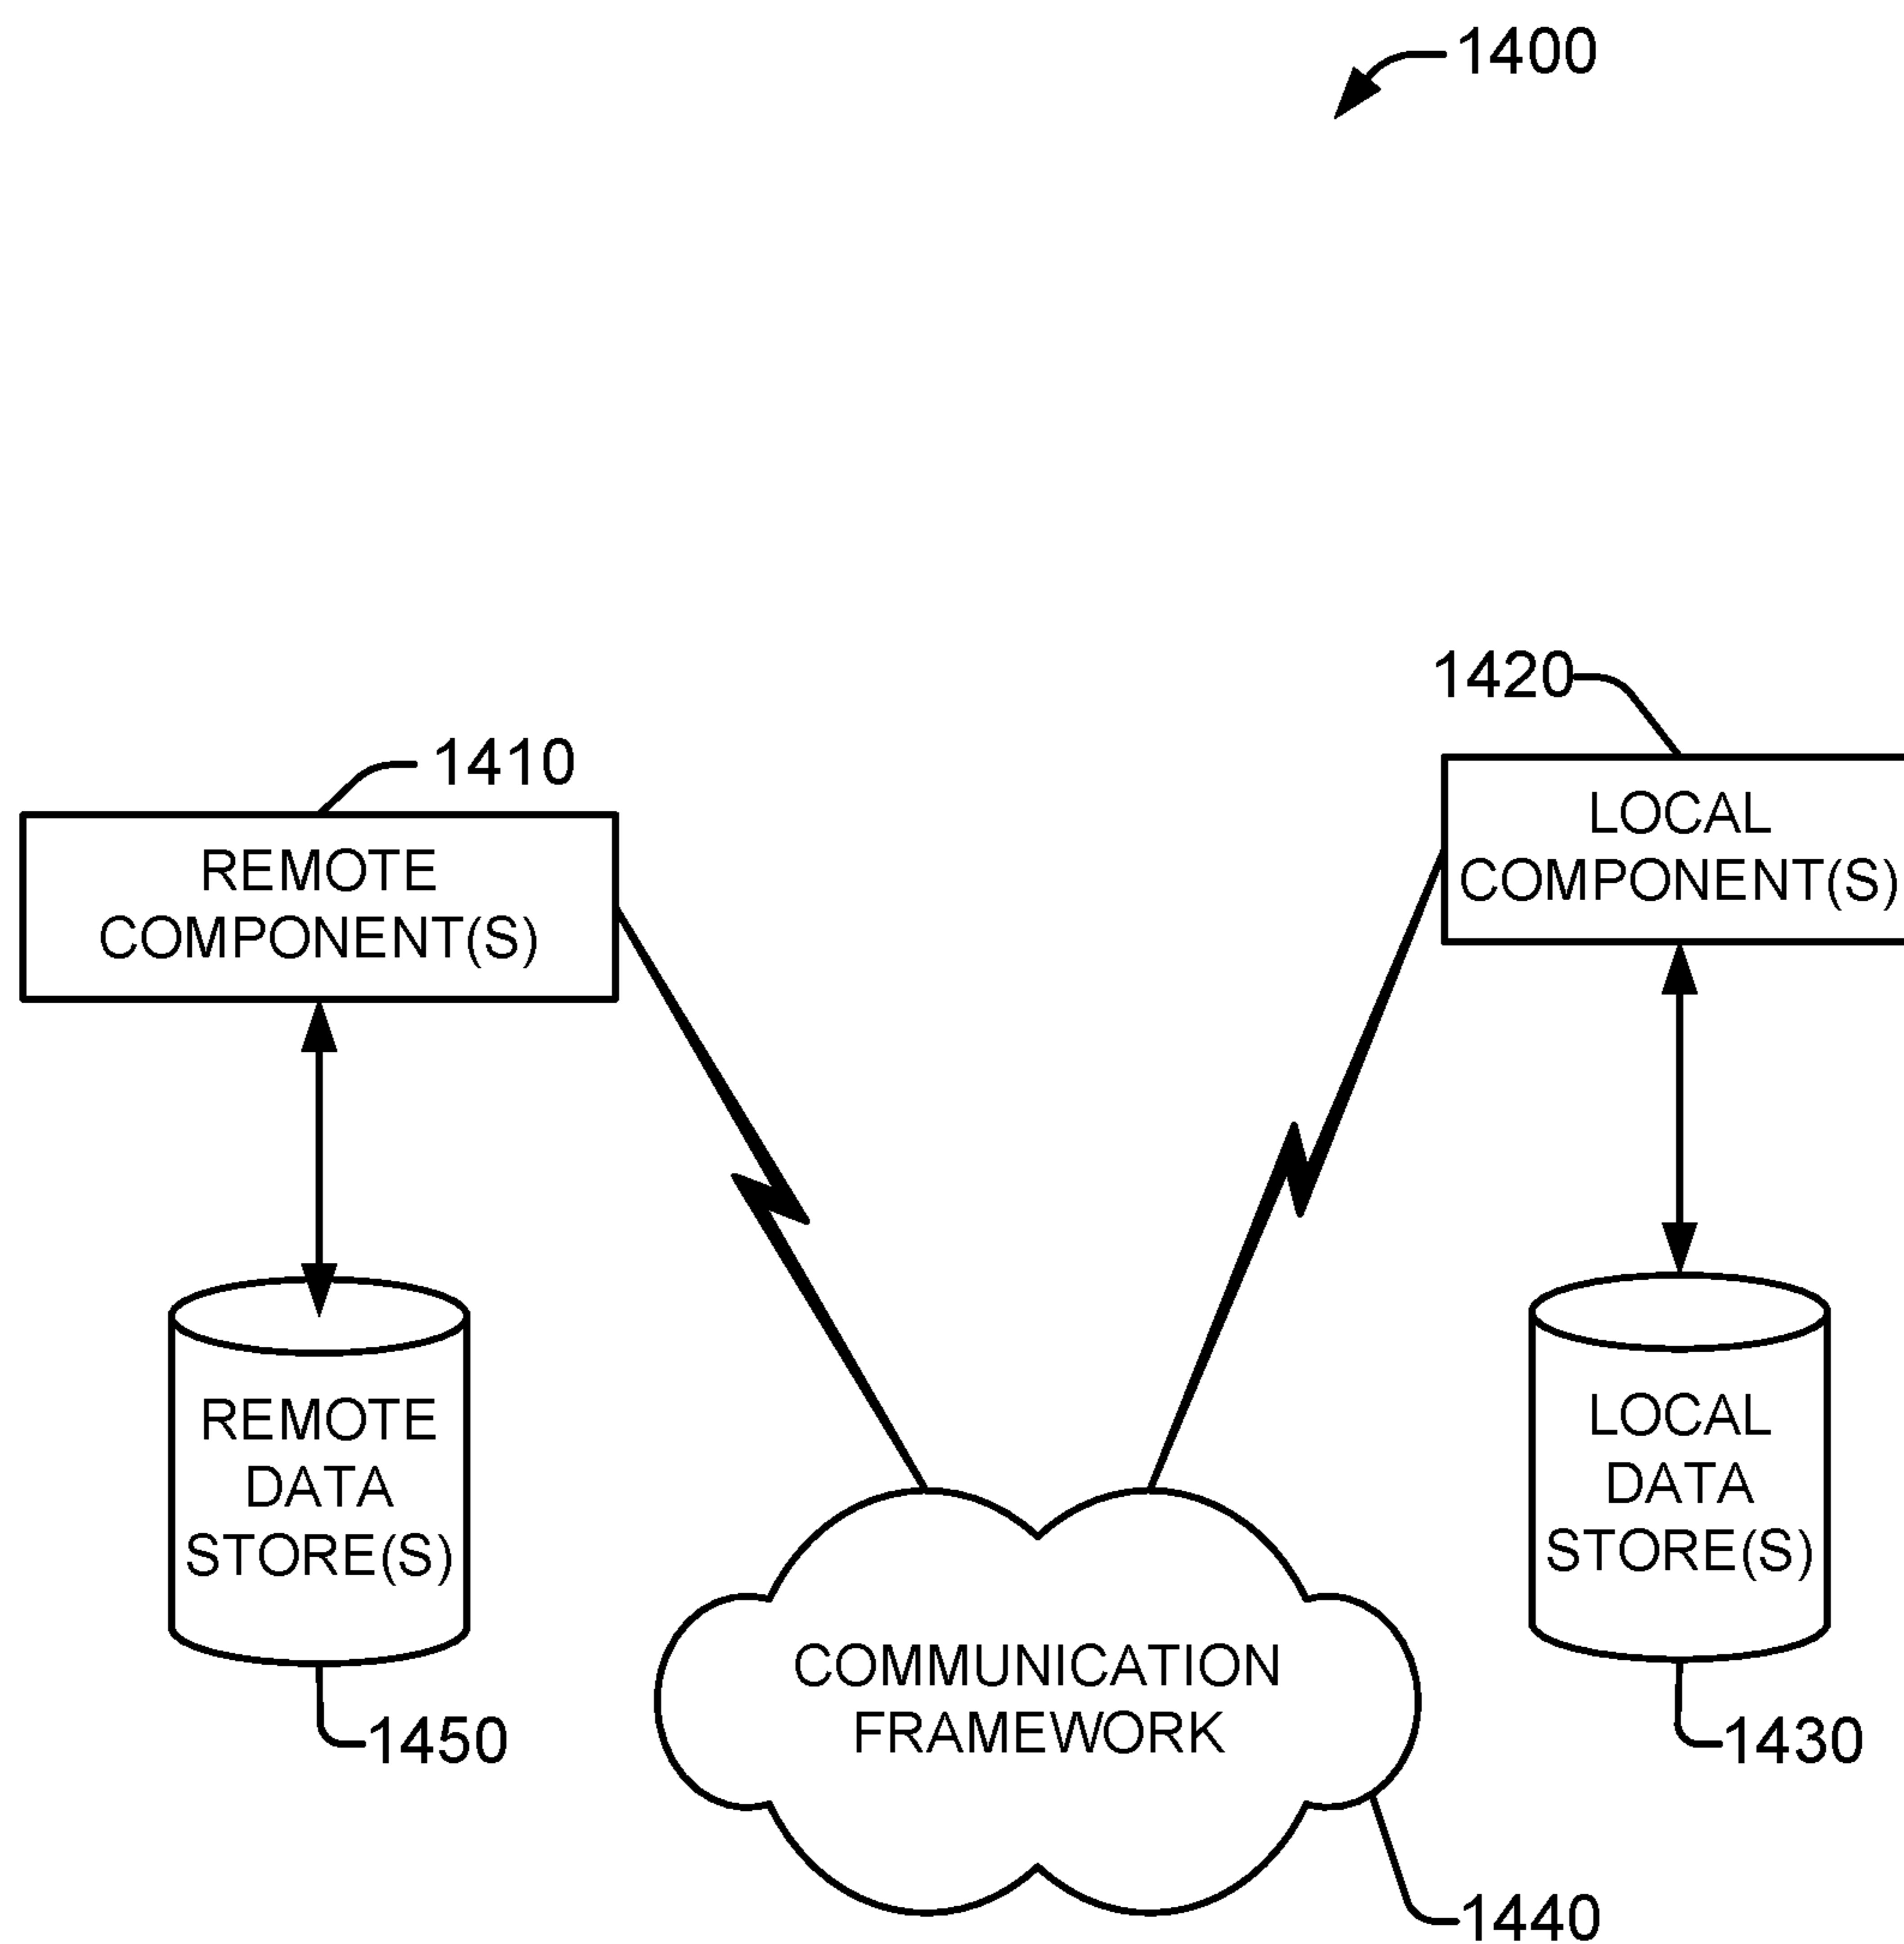 1400
1420
1410
LOCAL
COMPONENT(S)
REMOTE
COMPONENT(S)
REMOTE
DATA
STORE(S)
LOCAL
DATA
STORE(S)
COMMUNICATION
FRAMEWORK
1450
1430
1440